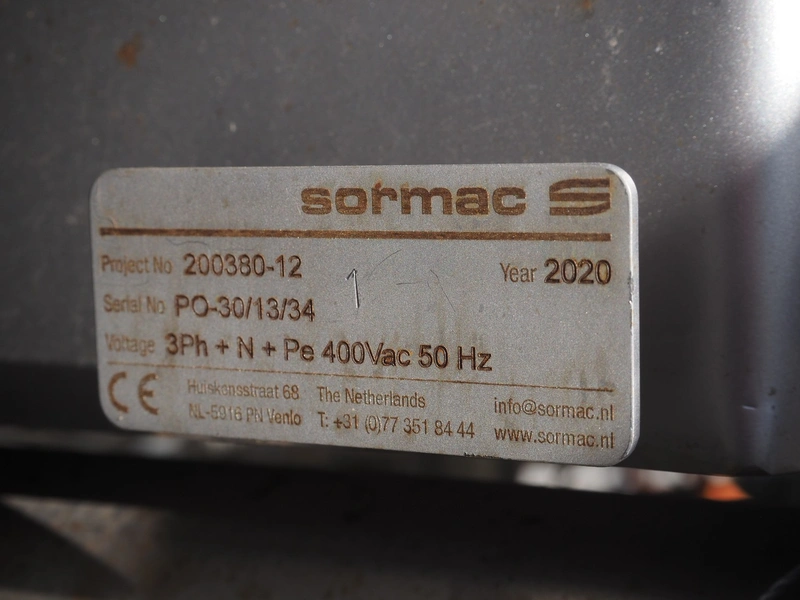 sormac S
Project No 200380-12 Year 2020
Serial No PO-30/13/34
Voltage 3Ph + N + Pe 400Vac 50 Hz
CE Huiskensstraat 68 The Netherlands info@sormac.nl
NL-5916 PN Venlo T: +31 (0)77 351 84 44 www.sormac.nl